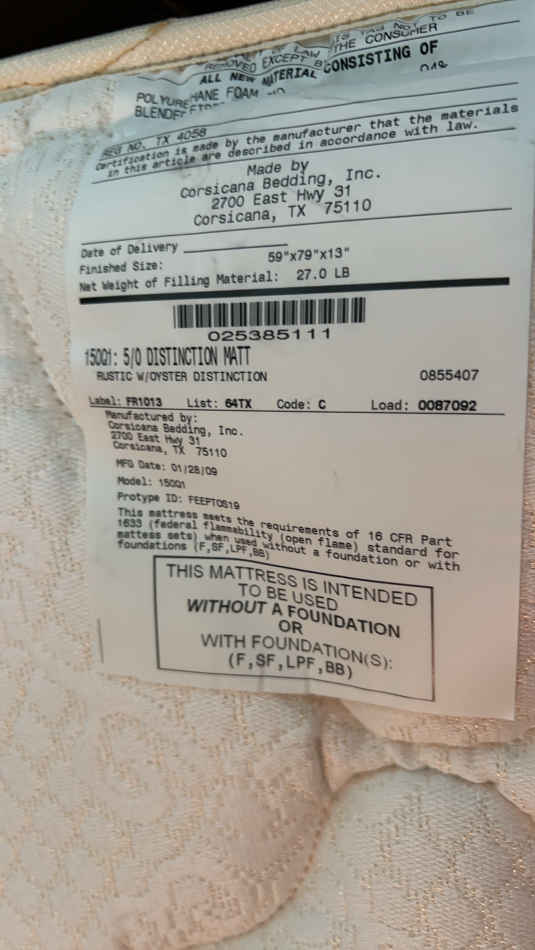 TAG NOT TO BE
REMOVED EXCEPT BY THE CONSUMER
ALL NEW MATERIAL CONSISTING OF
POLYURETHANE FOAM
BLENDED
REG NO. TX 4058
Certification is made by the manufacturer that the materials
in this article are described in accordance with law.
Made by
Corsicana Bedding, Inc.
2700 East Hwy 31
Corsicana, TX 75110
Date of Delivery
Finished Size: 59"x79"x13"
Net Weight of Filling Material: 27.0 LB
025385111
150Q1: 5/0 DISTINCTION MATT
RUSTIC W/OYSTER DISTINCTION 0855407
Label: FR1013 List: 64TX Code: C Load: 0087092
Manufactured by:
Corsicana Bedding, Inc.
2700 East Hwy 31
Corsicana, TX 75110
MFG Date: 01/28/09
Model: 150Q1
Protype ID: FEEPTOS19
This mattress meets the requirements of 16 CFR Part
1633 (federal flammability (open flame) standard for
mattess sets) when used without a foundation or with
foundations (F,SF,LPF,BB)
THIS MATTRESS IS INTENDED
TO BE USED
WITHOUT A FOUNDATION
OR
WITH FOUNDATION(S):
(F,SF,LPF,BB)